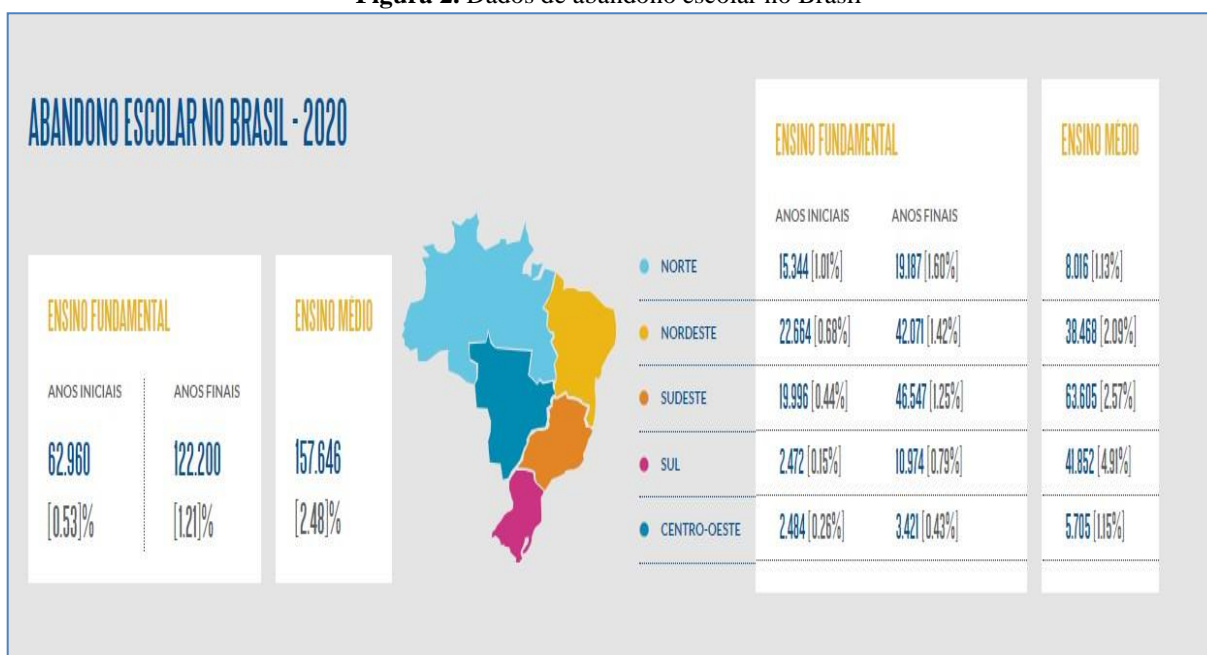 Figura 2. Dados de abandono escolar no Brasil
ABANDONO ESCOLAR NO BRASIL - 2020
ENSINO FUNDAMENTAL
ANOS INICIAIS ANOS FINAIS
62.960 122.200
[0.53]% [1.21]%
ENSINO MÉDIO
157.646
[2.48]%
ENSINO FUNDAMENTAL ENSINO MÉDIO
ANOS INICIAIS ANOS FINAIS
NORTE 15.344 [1.01%] 19.187 [1.60%] 8.016 [1.13%]
NORDESTE 22.664 [0.68%] 42.071 [1.42%] 38.468 [2.09%]
SUDESTE 19.996 [0.44%] 46.547 [1.25%] 63.605 [2.57%]
SUL 2.472 [0.15%] 10.974 [0.79%] 41.852 [4.91%]
CENTRO-OESTE 2.484 [0.26%] 3.421 [0.43%] 5.705 [1.15%]